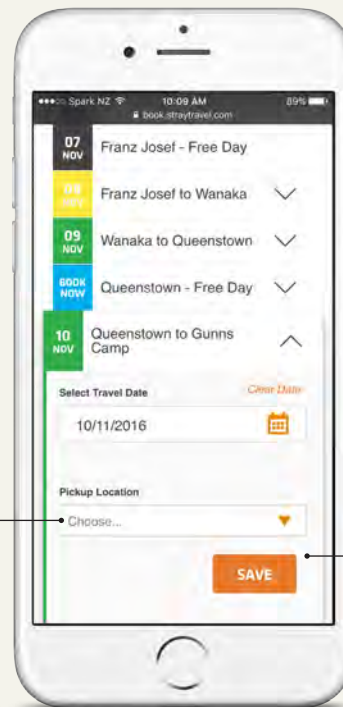 Spark NZ 10:09 AM 89%
book.straytravel.com
07
NOV
Franz Josef - Free Day
08
NOV
Franz Josef to Wanaka
09
NOV
Wanaka to Queenstown
BOOK
NOW
Queenstown - Free Day
10
NOV
Queenstown to Gunns
Camp
Select Travel Date Clear Date
10/11/2016
Pickup Location
Choose...
SAVE